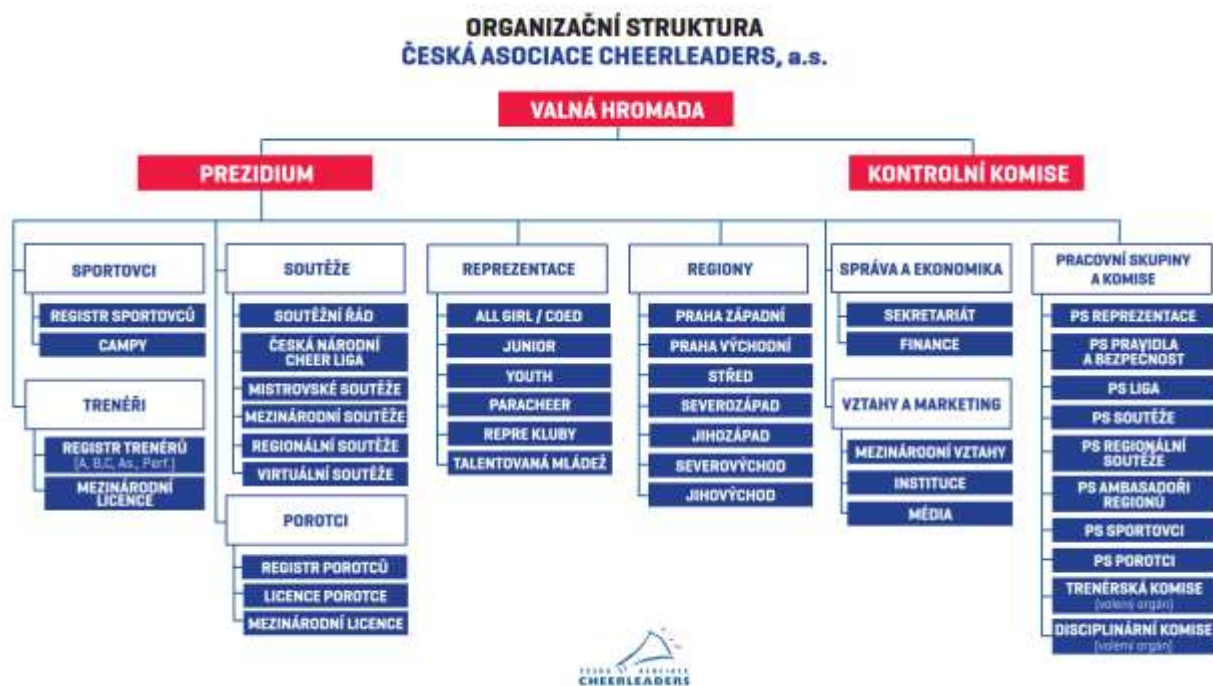 ORGANIZAČNÍ STRUKTURA
ČESKÁ ASOCIACE CHEERLEADERS, a.s.
VALNÁ HROMADA
PREZIDIUM
KONTROLNÍ KOMISE
SPORTOVCI
REGISTR SPORTOVCŮ
CAMPY
TRENÉŘI
REGISTR TRENÉRŮ
(A, B,C, As., Perf.)
MEZINÁRODNÍ
LICENCE
SOUTĚŽE
SOUTĚŽNÍ ŘÁD
ČESKÁ NÁRODNÍ
CHEER LIGA
MISTROVSKÉ SOUTĚŽE
MEZINÁRODNÍ SOUTĚŽE
REGIONÁLNÍ SOUTĚŽE
VIRTUÁLNÍ SOUTĚŽE
POROTCI
REGISTR POROTCŮ
LICENCE POROTCE
MEZINÁRODNÍ LICENCE
REPREZENTACE
ALL GIRL / COED
JUNIOR
YOUTH
PARACHEER
REPRE KLUBY
TALENTOVANÁ MLÁDEŽ
REGIONY
PRAHA ZÁPADNÍ
PRAHA VÝCHODNÍ
STŘED
SEVEROZÁPAD
JIHOZÁPAD
SEVEROVÝCHOD
JIHOVÝCHOD
SPRÁVA A EKONOMIKA
SEKRETARIÁT
FINANCE
VZTAHY A MARKETING
MEZINÁRODNÍ VZTAHY
INSTITUCE
MÉDIA
PRACOVNÍ SKUPINY
A KOMISE
PS REPREZENTACE
PS PRAVIDLA
A BEZPEČNOST
PS LIGA
PS SOUTĚŽE
PS REGIONÁLNÍ
SOUTĚŽE
PS AMBASADOŘI
REGIONŮ
PS SPORTOVCI
PS POROTCI
TRENÉRSKÁ KOMISE
(volený orgán)
DISCIPLINÁRNÍ KOMISE
(volený orgán)
ČESKÁ ASOCIACE
CHEERLEADERS